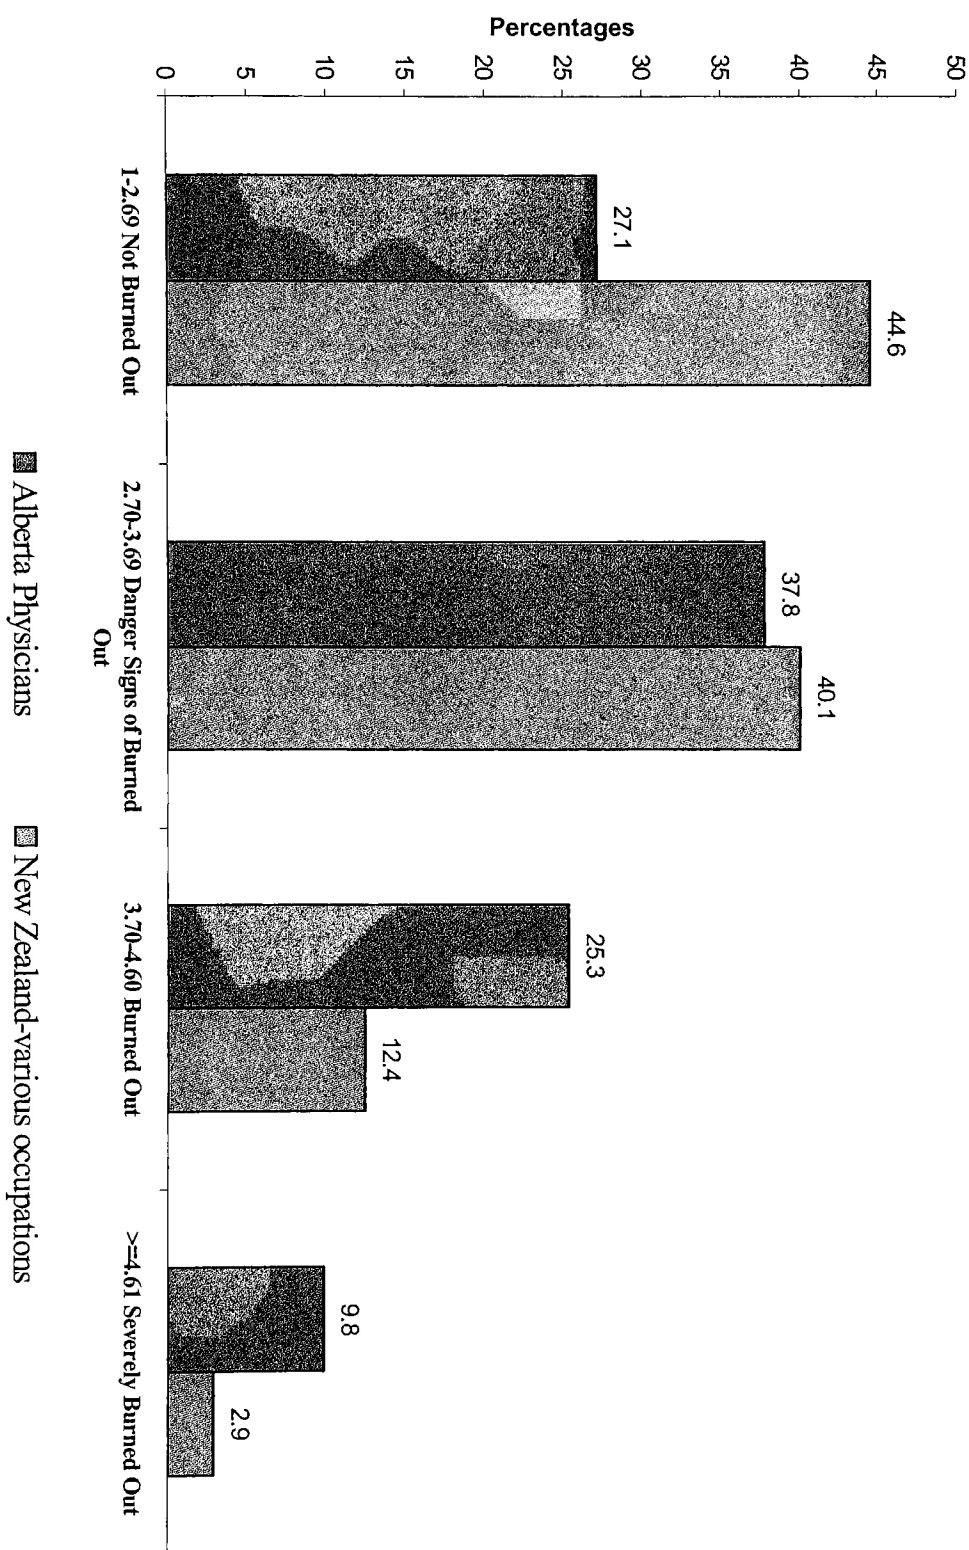 Percentages
50
45
40
35
30
25
20
15
10
5
0
27.1
44.6
37.8
40.1
25.3
12.4
9.8
2.9
1-2.69 Not Burned Out
2.70-3.69 Danger Signs of Burned
Out
3.70-4.60 Burned Out
>=4.61 Severely Burned Out
Alberta Physicians
New Zealand-various occupations